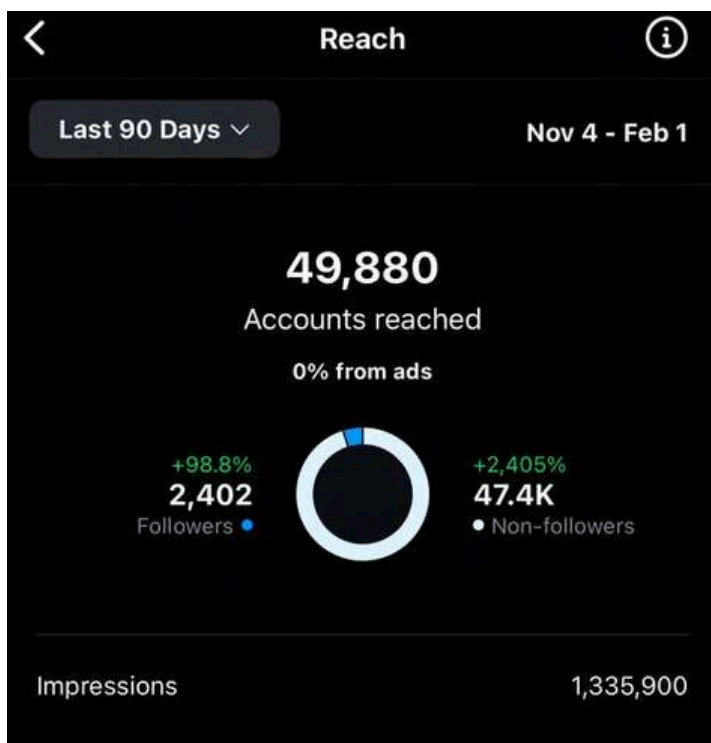 Reach
Last 90 Days
Nov 4 - Feb 1
49,880
Accounts reached
0% from ads
+98.8%
2,402
Followers
+2,405%
47.4K
Non-followers
Impressions
1,335,900